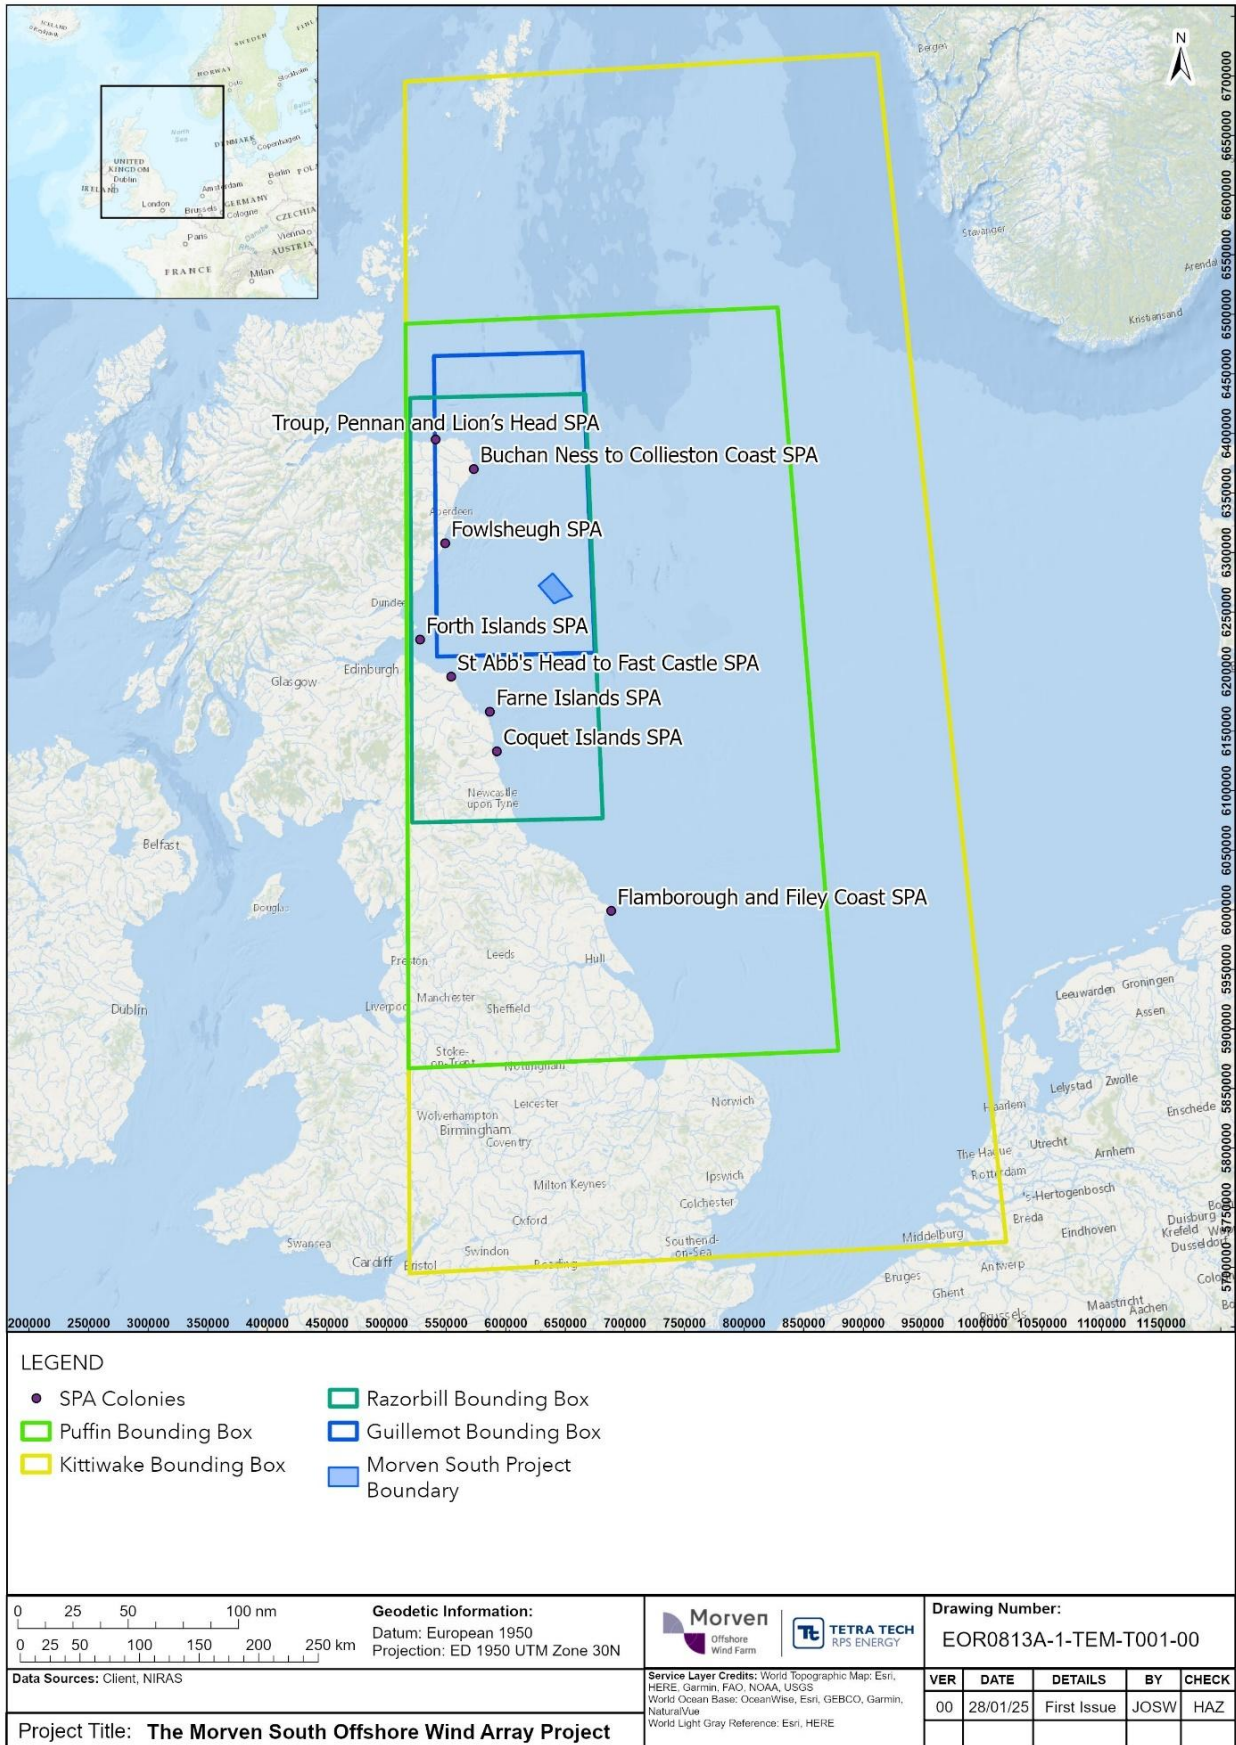 ICELAND
Reykjavik
SWEDEN
NORWAY
Oslo
Stockholm
North
Sea
DENMARK
Copenhagen
UNITED
KINGDOM
Dublin
IRELAND
Amsterdam
Berlin
London
Brussels
GERMANY
Cologne
CZECHIA
Paris
Danube
Vienna
AUSTRIA
FRANCE
Milan
N
Bergen
Stavanger
Arendal
Kristiansand
Troup, Pennan and Lion's Head SPA
Buchan Ness to Collieston Coast SPA
Aberdeen
Fowlsheugh SPA
Dundee
Forth Islands SPA
Edinburgh
St Abb's Head to Fast Castle SPA
Glasgow
Farne Islands SPA
Coquet Islands SPA
Newcastle
upon Tyne
Belfast
Douglas
Flamborough and Filey Coast SPA
Preston
Leeds
Hull
Leeuwarden
Groningen
Assen
Dublin
Liverpool
Manchester
Sheffield
Stoke-
on-Trent
Nottingham
Lelystad
Zwolle
Enschede
Leicester
Norwich
Haarlem
Wolverhampton
Birmingham
Coventry
The Hague
Utrecht
Arnhem
Rotterdam
Milton Keynes
Ipswich
Colchester
's-Hertogenbosch
Breda
Eindhoven
Duisburg
Krefeld
Dusseldorf
Oxford
Swansea
Swindon
Southend-
on-Sea
Middelburg
Cardiff
Bristol
Reading
Antwerp
Bruges
Ghent
Brussels
Maastricht
Aachen
6700000
6650000
6600000
6550000
6500000
6450000
6400000
6350000
6300000
6250000
6200000
6150000
6100000
6050000
6000000
5950000
5900000
5850000
5800000
5750000
5700000
200000 250000 300000 350000 400000 450000 500000 550000 600000 650000 700000 750000 800000 850000 900000 950000 1000000 1050000 1100000 1150000
LEGEND
SPA Colonies
Puffin Bounding Box
Kittiwake Bounding Box
Razorbill Bounding Box
Guillemot Bounding Box
Morven South Project
Boundary
0 25 50 100 nm
0 25 50 100 150 200 250 km
Geodetic Information:
Datum: European 1950
Projection: ED 1950 UTM Zone 30N
Data Sources: Client, NIRAS
Project Title: The Morven South Offshore Wind Array Project
Morven
Offshore
Wind Farm
Tt
TETRA TECH
RPS ENERGY
Service Layer Credits: World Topographic Map: Esri,
HERE, Garmin, FAO, NOAA, USGS
World Ocean Base: OceanWise, Esri, GEBCO, Garmin,
NaturalVue
World Light Gray Reference: Esri, HERE
Drawing Number:
EOR0813A-1-TEM-T001-00
VER DATE DETAILS BY CHECK
00 28/01/25 First Issue JOSW HAZ